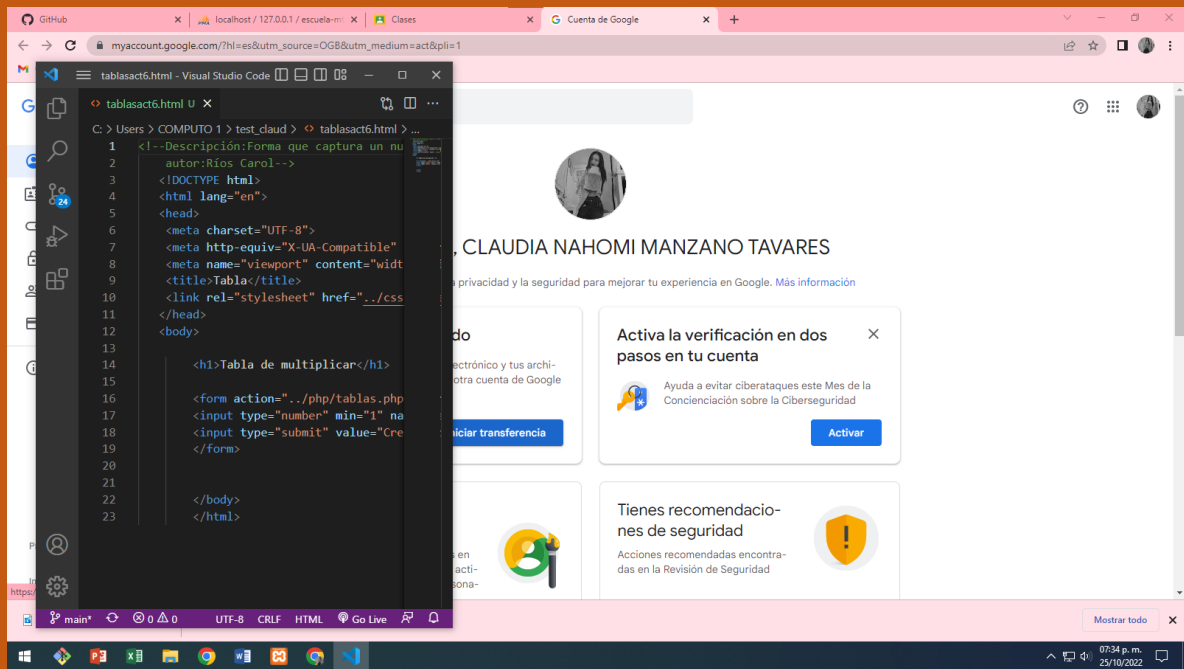 GitHub
localhost / 127.0.0.1 / escuela-m
Clases
Cuenta de Google
myaccount.google.com/?hl=es&utm_source=OGB&utm_medium=act&pli=1
tablasact6.html - Visual Studio Code
tablasact6.html U
C: > Users > COMPUTO 1 > test_claud > tablasact6.html > ...
1 <!--Descripción:Forma que captura un nu
2 autor:Ríos Carol-->
3 <!DOCTYPE html>
4 <html lang="en">
5 <head>
6 <meta charset="UTF-8">
7 <meta http-equiv="X-UA-Compatible"
8 <meta name="viewport" content="widt
9 <title>Tabla</title>
10 <link rel="stylesheet" href="../css
11 </head>
12 <body>
13
14 <h1>Tabla de multiplicar</h1>
15
16 <form action="../php/tablas.php
17 <input type="number" min="1" na
18 <input type="submit" value="Cre
19 </form>
20
21
22 </body>
23 </html>
24
main* 0 0 UTF-8 CRLF HTML Go Live
, CLAUDIA NAHOMI MANZANO TAVARES
privacidad y la seguridad para mejorar tu experiencia en Google. Más información
do
ectrónico y tus archi-
otra cuenta de Google
niciar transferencia
Activa la verificación en dos
pasos en tu cuenta
Ayuda a evitar ciberataques este Mes de la
Concienciación sobre la Ciberseguridad
Activar
s en
acti-
sona-
Tienes recomendacio-
nes de seguridad
Acciones recomendadas encontra-
das en la Revisión de Seguridad
https:/
Mostrar todo
07:34 p. m.
25/10/2022